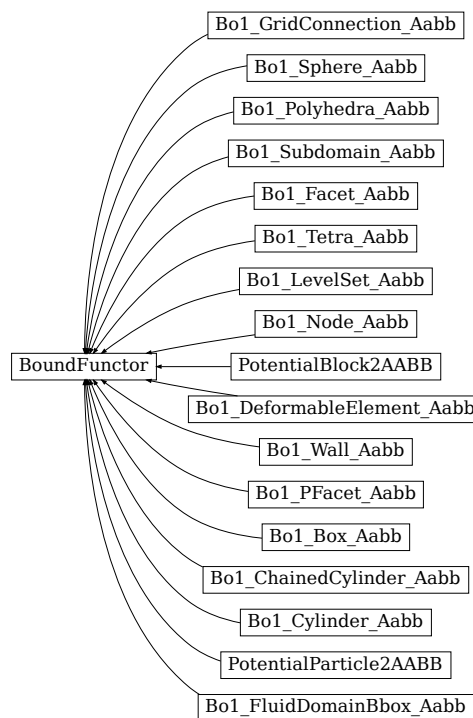 Bo1_GridConnection_Aabb
Bo1_Sphere_Aabb
Bo1_Polyhedra_Aabb
Bo1_Subdomain_Aabb
Bo1_Facet_Aabb
Bo1_Tetra_Aabb
Bo1_LevelSet_Aabb
Bo1_Node_Aabb
BoundFunctor
PotentialBlock2AABB
Bo1_DeformableElement_Aabb
Bo1_Wall_Aabb
Bo1_PFacet_Aabb
Bo1_Box_Aabb
Bo1_ChainedCylinder_Aabb
Bo1_Cylinder_Aabb
PotentialParticle2AABB
Bo1_FluidDomainBbox_Aabb